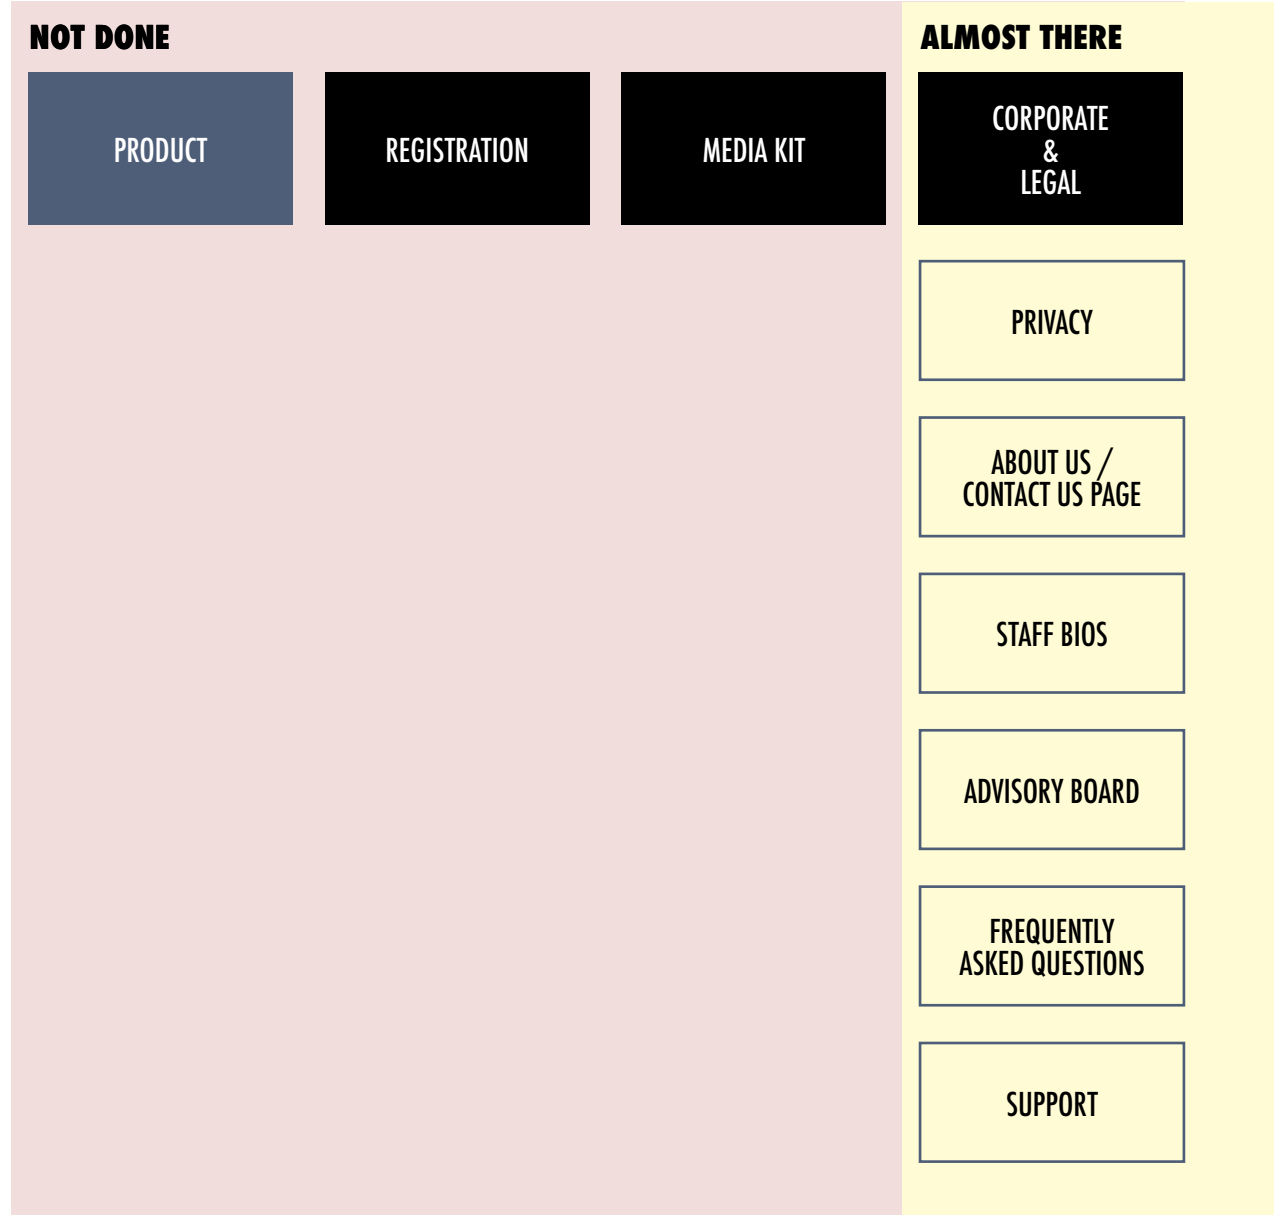 NOT DONE
ALMOST THERE
PRODUCT
REGISTRATION
MEDIA KIT
CORPORATE
&
LEGAL
PRIVACY
ABOUT US /
CONTACT US PAGE
STAFF BIOS
ADVISORY BOARD
FREQUENTLY
ASKED QUESTIONS
SUPPORT